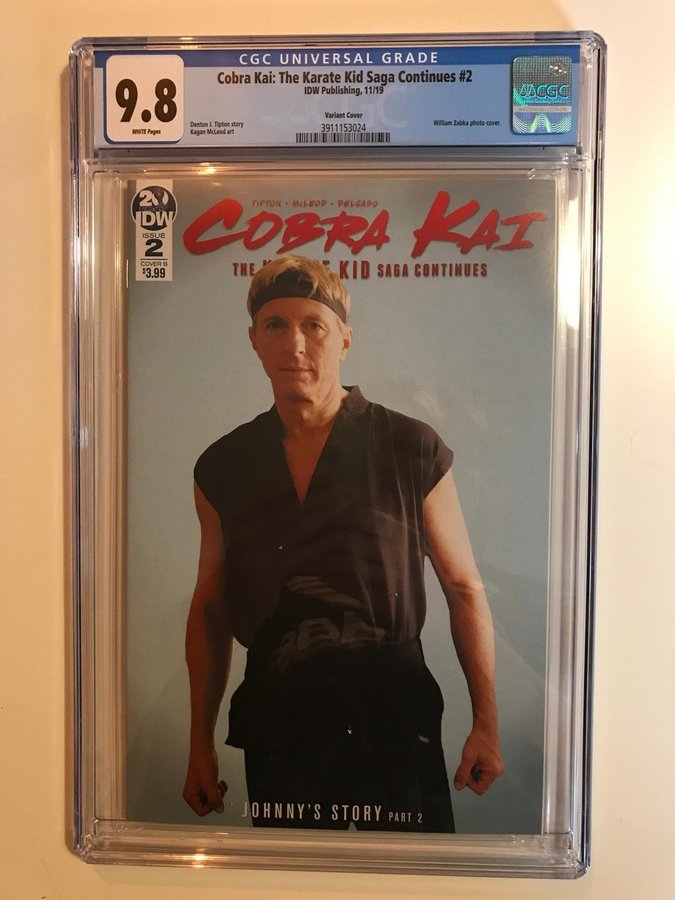 CGC UNIVERSAL GRADE
9.8
WHITE Pages
Cobra Kai: The Karate Kid Saga Continues #2
IDW Publishing, 11/19
Variant Cover
Denton J. Tipton story
Kagan McLeod art
3911153024
William Zabka photo cover.
CGC
20
IDW
ISSUE
2
COVER B
$3.99
TIPTON • McLEOD • DELGADO
COBRA KAI
THE KARATE KID SAGA CONTINUES
JOHNNY'S STORY PART 2